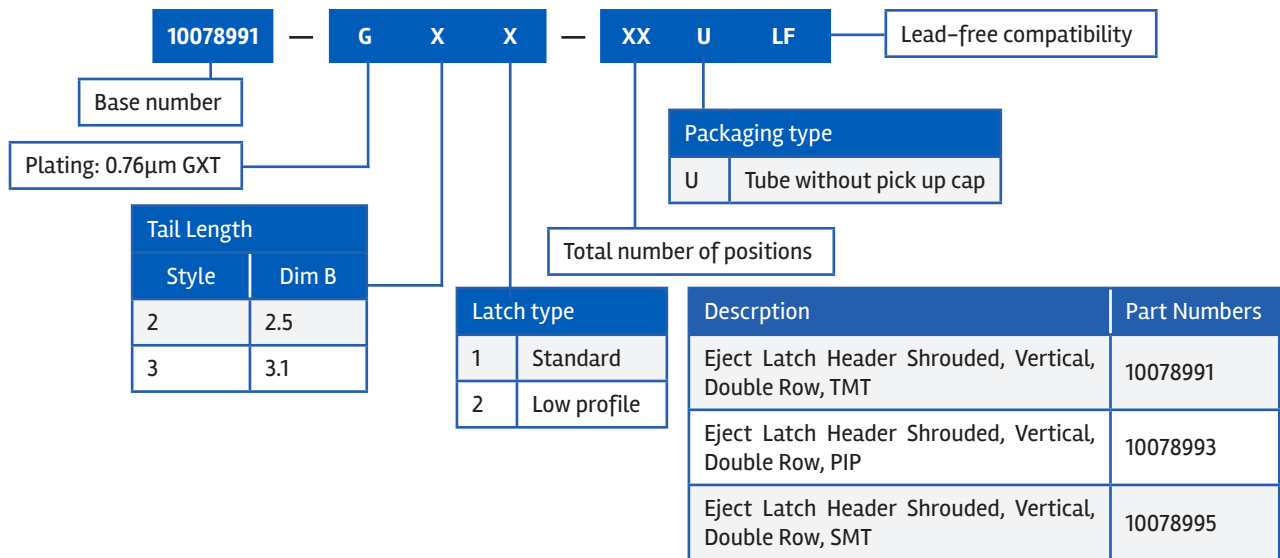 10078991 — G X X — XX U LF
Lead-free compatibility
Base number
Plating: 0.76µm GXT
Packaging type
U Tube without pick up cap
Total number of positions
Tail Length
Style Dim B
2 2.5
3 3.1
Latch type
1 Standard
2 Low profile
Descrption Part Numbers
Eject Latch Header Shrouded, Vertical,
Double Row, TMT
10078991
Eject Latch Header Shrouded, Vertical,
Double Row, PIP
10078993
Eject Latch Header Shrouded, Vertical,
Double Row, SMT
10078995